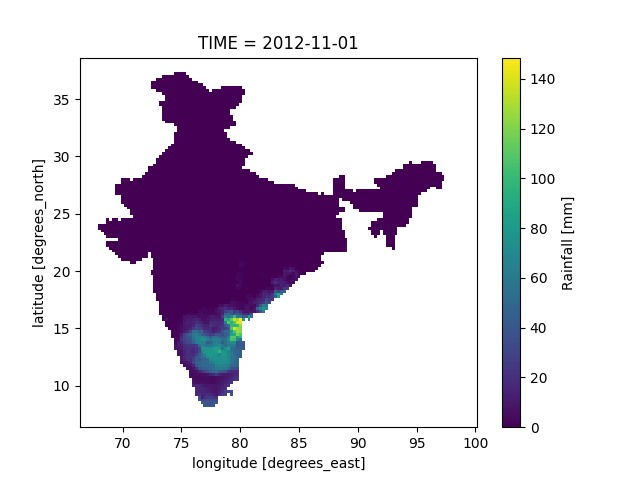 TIME = 2012-11-01
35
30
25
20
15
10
latitude [degrees_north]
70 75 80 85 90 95 100
longitude [degrees_east]
140
120
100
80
60
40
20
0
Rainfall [mm]